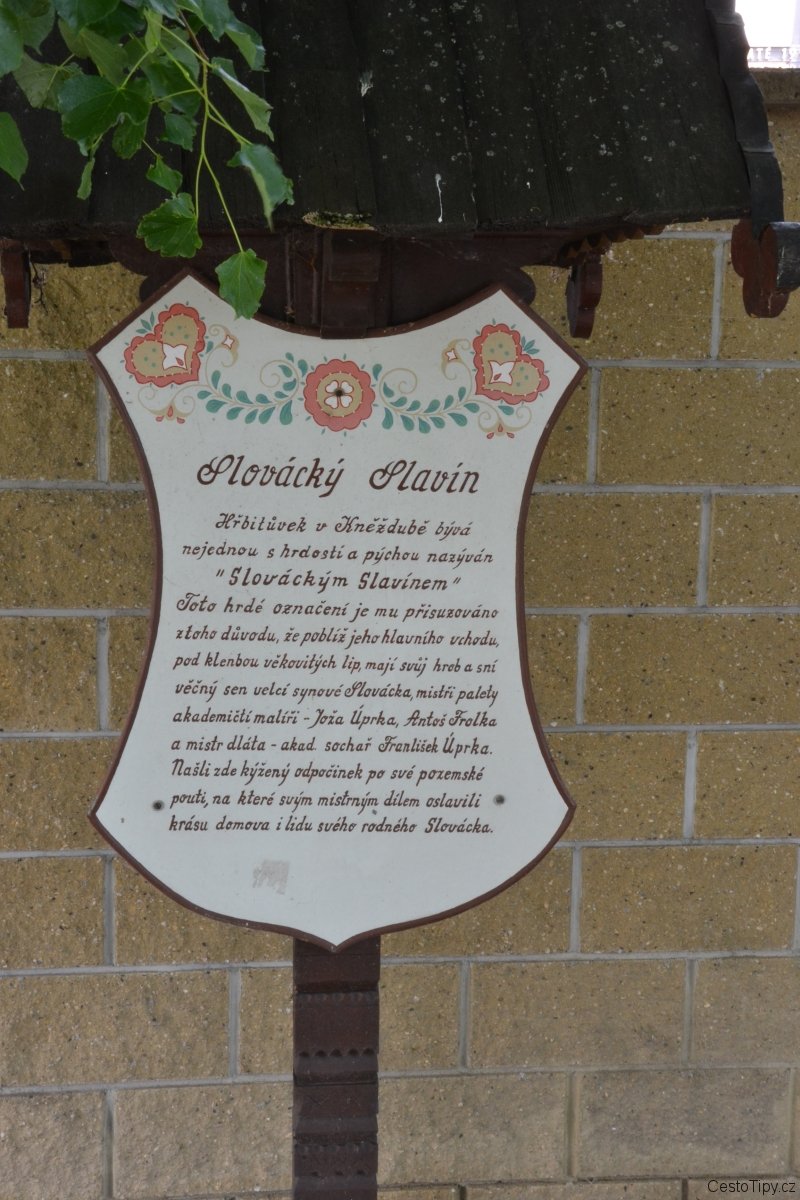 Slovácký Slavín
Hřbitůvek v Kněždubě bývá
nejednou s hrdostí a pýchou nazýván
"Slováckým Slavínem"
Toto hrdé označení je mu přisuzováno
ztoho důvodu, že poblíž jeho hlavního vchodu,
pod klenbou věkovitých lip, mají svůj hrob a sní
věčný sen velcí synové Slovácka, mistři palety
akademičtí malíři - Joža Úprka, Antoš Frolka
a mistr dláta - akad. sochař František Úprka.
Našli zde kýžený odpočinek po své pozemské
pouti, na které svým mistrným dílem oslavili
krásu domova i lidu svého rodného Slovácka.
CestoTipy.cz